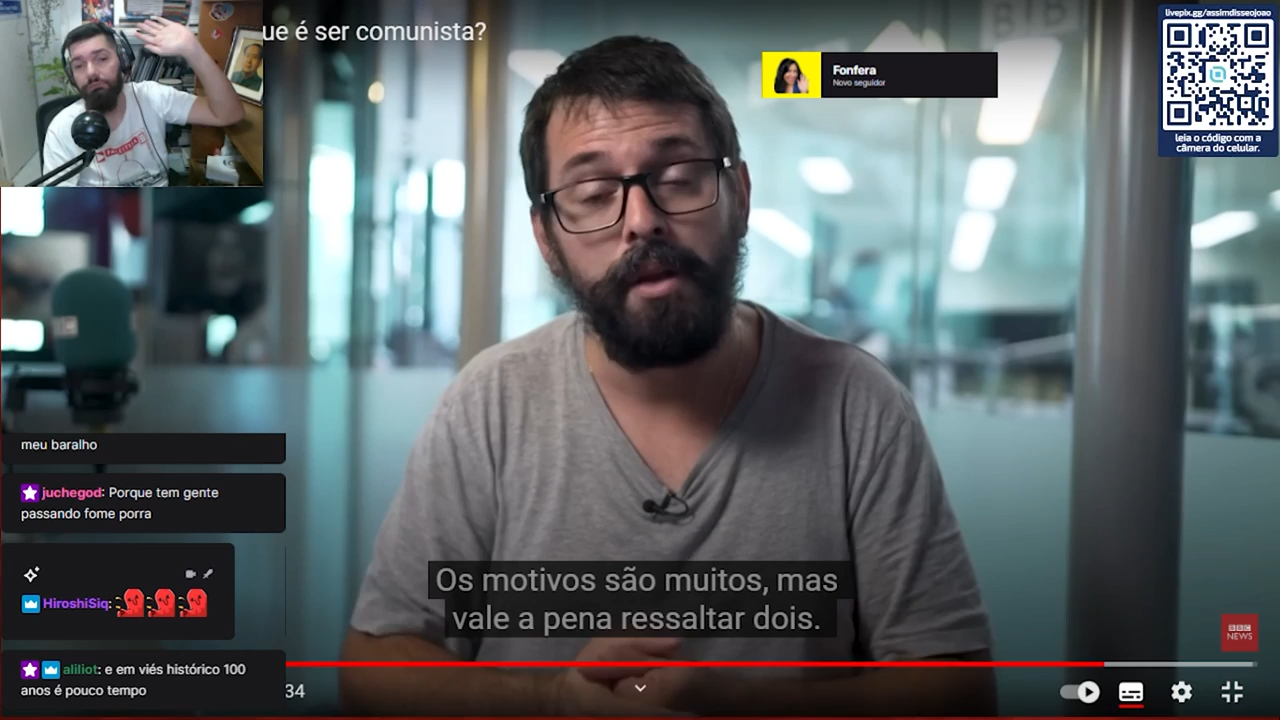 ue é ser comunista?
livepix.gg/assimdisseojoao
Fonfera
Novo seguidor
leia o código com a
câmera do celular.
meu baralho
juchegod: Porque tem gente
passando fome porra
HiroshiSiq:
aliliot: e em viés histórico 100
anos é pouco tempo
Os motivos são muitos, mas
vale a pena ressaltar dois.
BBC
NEWS
34